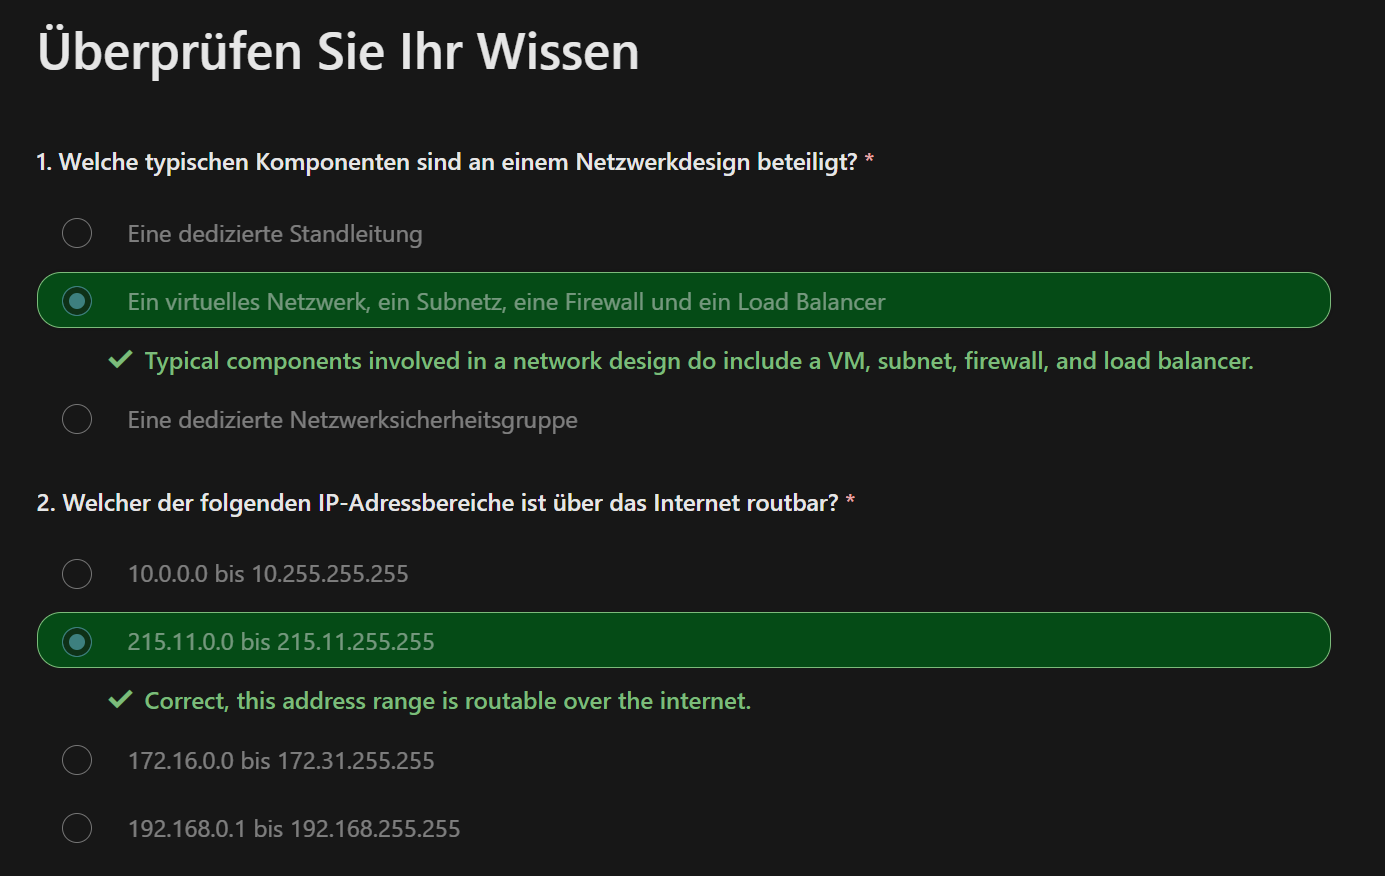 Überprüfen Sie Ihr Wissen
1. Welche typischen Komponenten sind an einem Netzwerkdesign beteiligt? *
Eine dedizierte Standleitung
Ein virtuelles Netzwerk, ein Subnetz, eine Firewall und ein Load Balancer
Typical components involved in a network design do include a VM, subnet, firewall, and load balancer.
Eine dedizierte Netzwerksicherheitsgruppe
2. Welcher der folgenden IP-Adressbereiche ist über das Internet routbar? *
10.0.0.0 bis 10.255.255.255
215.11.0.0 bis 215.11.255.255
Correct, this address range is routable over the internet.
172.16.0.0 bis 172.31.255.255
192.168.0.1 bis 192.168.255.255